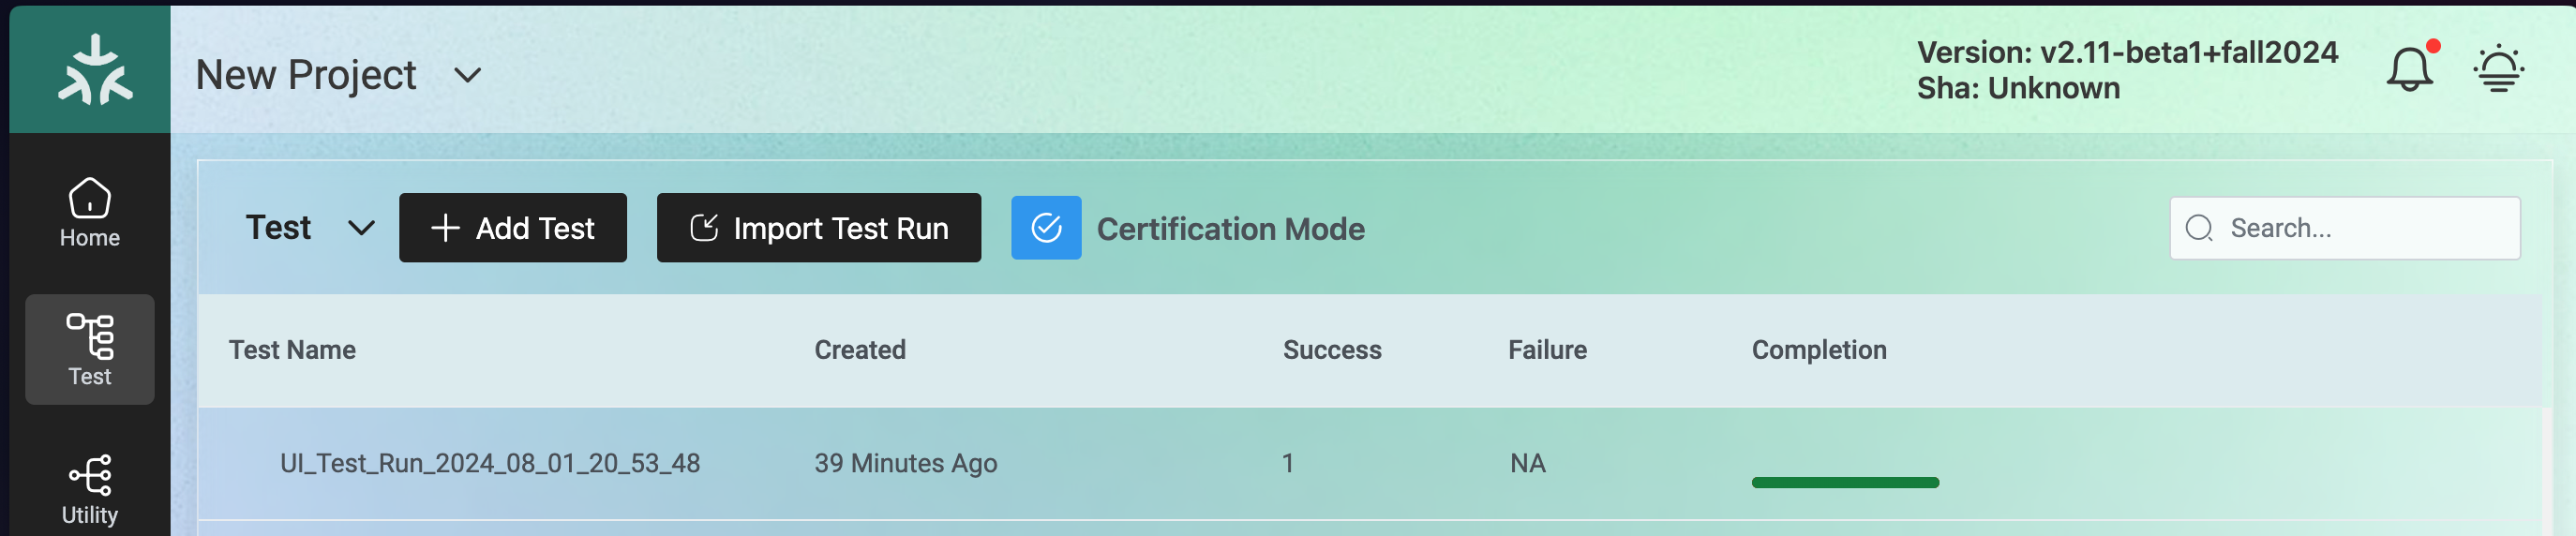 New Project
Version: v2.11-beta1+fall2024
Sha: Unknown
Home
Test
Utility
Test
Add Test
Import Test Run
Certification Mode
Search...
Test Name Created Success Failure Completion
UI_Test_Run_2024_08_01_20_53_48 39 Minutes Ago 1 NA